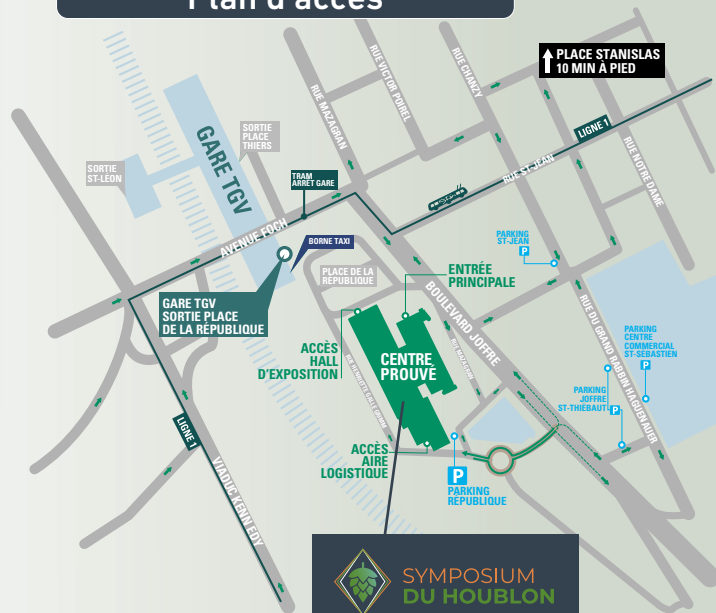 Plan d'accès
PLACE STANISLAS
10 MIN À PIED
RUE MAZAGRAN
RUE VICTOR POIREL
RUE CHANZY
LIGNE 1
SORTIE
PLACE
THIERS
GARE TGV
SORTIE
ST-LÉON
TRAM
ARRÊT GARE
RUE ST-JEAN
RUE NOTRE DAME
AVENUE FOCH
BORNE TAXI
PARKING
ST-JEAN
P
PLACE DE LA
RÉPUBLIQUE
ENTRÉE
PRINCIPALE
GARE TGV
SORTIE PLACE
DE LA RÉPUBLIQUE
BOULEVARD JOFFRE
RUE DU GRAND RABBIN HAGUENAUER
PARKING
CENTRE
COMMERCIAL
ST-SÉBASTIEN
P
ACCÈS
HALL
D'EXPOSITION
CENTRE
PROUVÉ
RUE MAZAGRAN
PARKING
JOFFRE
ST-THIÉBAUT
P
LIGNE 1
VIADUC KENNEDY
ACCÈS
AIRE
LOGISTIQUE
P
PARKING
RÉPUBLIQUE
SYMPOSIUM
DU HOUBLON